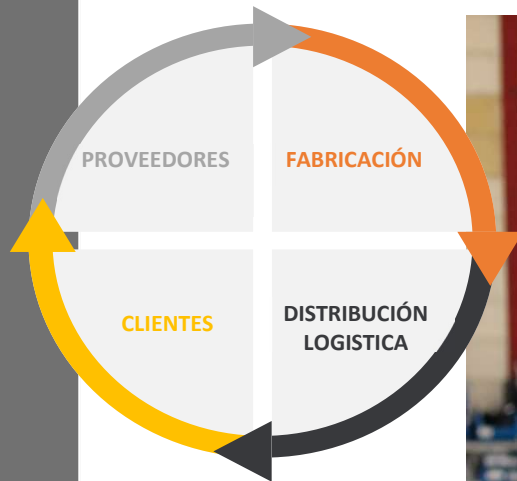 PROVEEDORES
FABRICACIÓN
CLIENTES
DISTRIBUCIÓN
LOGISTICA